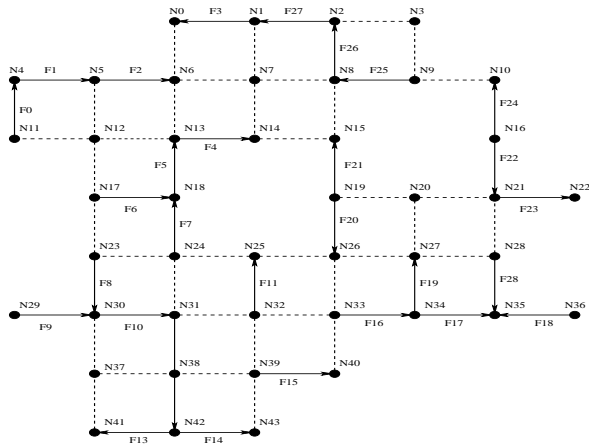 N0 F3 N1 F27 N2 N3
F26
N4 F1 N5 F2 N6 N7 N8 F25 N9 N10
F0 F24
N11 N12 N13 N14 N15 N16
F4
F5 F21 F22
N17 N18 N19 N20 N21 N22
F6 F23
F7 F20
N23 N24 N25 N26 N27 N28
F8 F11 F19 F28
N29 N30 N31 N32 N33 N34 N35 N36
F9 F10 F16 F17 F18
N37 N38 N39 N40
F15
N41 N42 N43
F13 F14